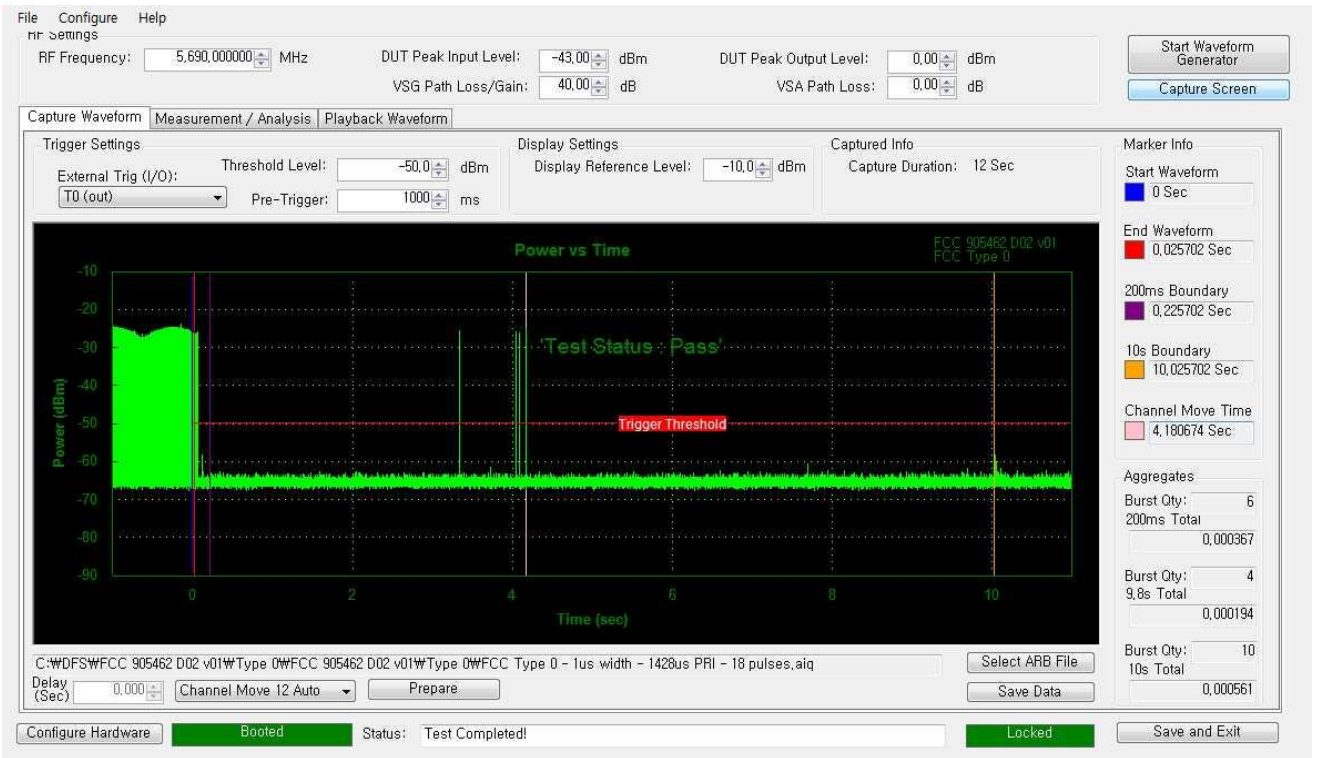 File Configure Help
RF Settings
RF Frequency: 5,690,000000 MHz DUT Peak Input Level: -43,00 dBm DUT Peak Output Level: 0,00 dBm
VSG Path Loss/Gain: 40,00 dB VSA Path Loss: 0,00 dB
Start Waveform
Generator
Capture Screen
Capture Waveform Measurement / Analysis Playback Waveform
Trigger Settings
External Trig (I/O):
T0 (out)
Threshold Level: -50,0 dBm
Pre-Trigger: 1000 ms
Display Settings
Display Reference Level: -10,0 dBm
Captured Info
Capture Duration: 12 Sec
Power vs Time
FCC 905462 D02 v01
FCC Type 0
-10
-20
-30
-40
-50
-60
-70
-80
-90
Power (dBm)
'Test Status : Pass'
Trigger Threshold
0 2 4 6 8 10
Time (sec)
Marker Info
Start Waveform
0 Sec
End Waveform
0,025702 Sec
200ms Boundary
0,225702 Sec
10s Boundary
10,025702 Sec
Channel Move Time
4,180674 Sec
Aggregates
Burst Qty: 6
200ms Total
0,000367
Burst Qty: 4
9,8s Total
0,000194
Burst Qty: 10
10s Total
0,000561
C:₩DFS₩FCC 905462 D02 v01₩Type 0₩FCC 905462 D02 v01₩Type 0₩FCC Type 0 - 1us width - 1428us PRI - 18 pulses,aiq
Select ARB File
Delay
(Sec) 0,000 Channel Move 12 Auto Prepare Save Data
Configure Hardware Booted Status: Test Completed! Locked Save and Exit